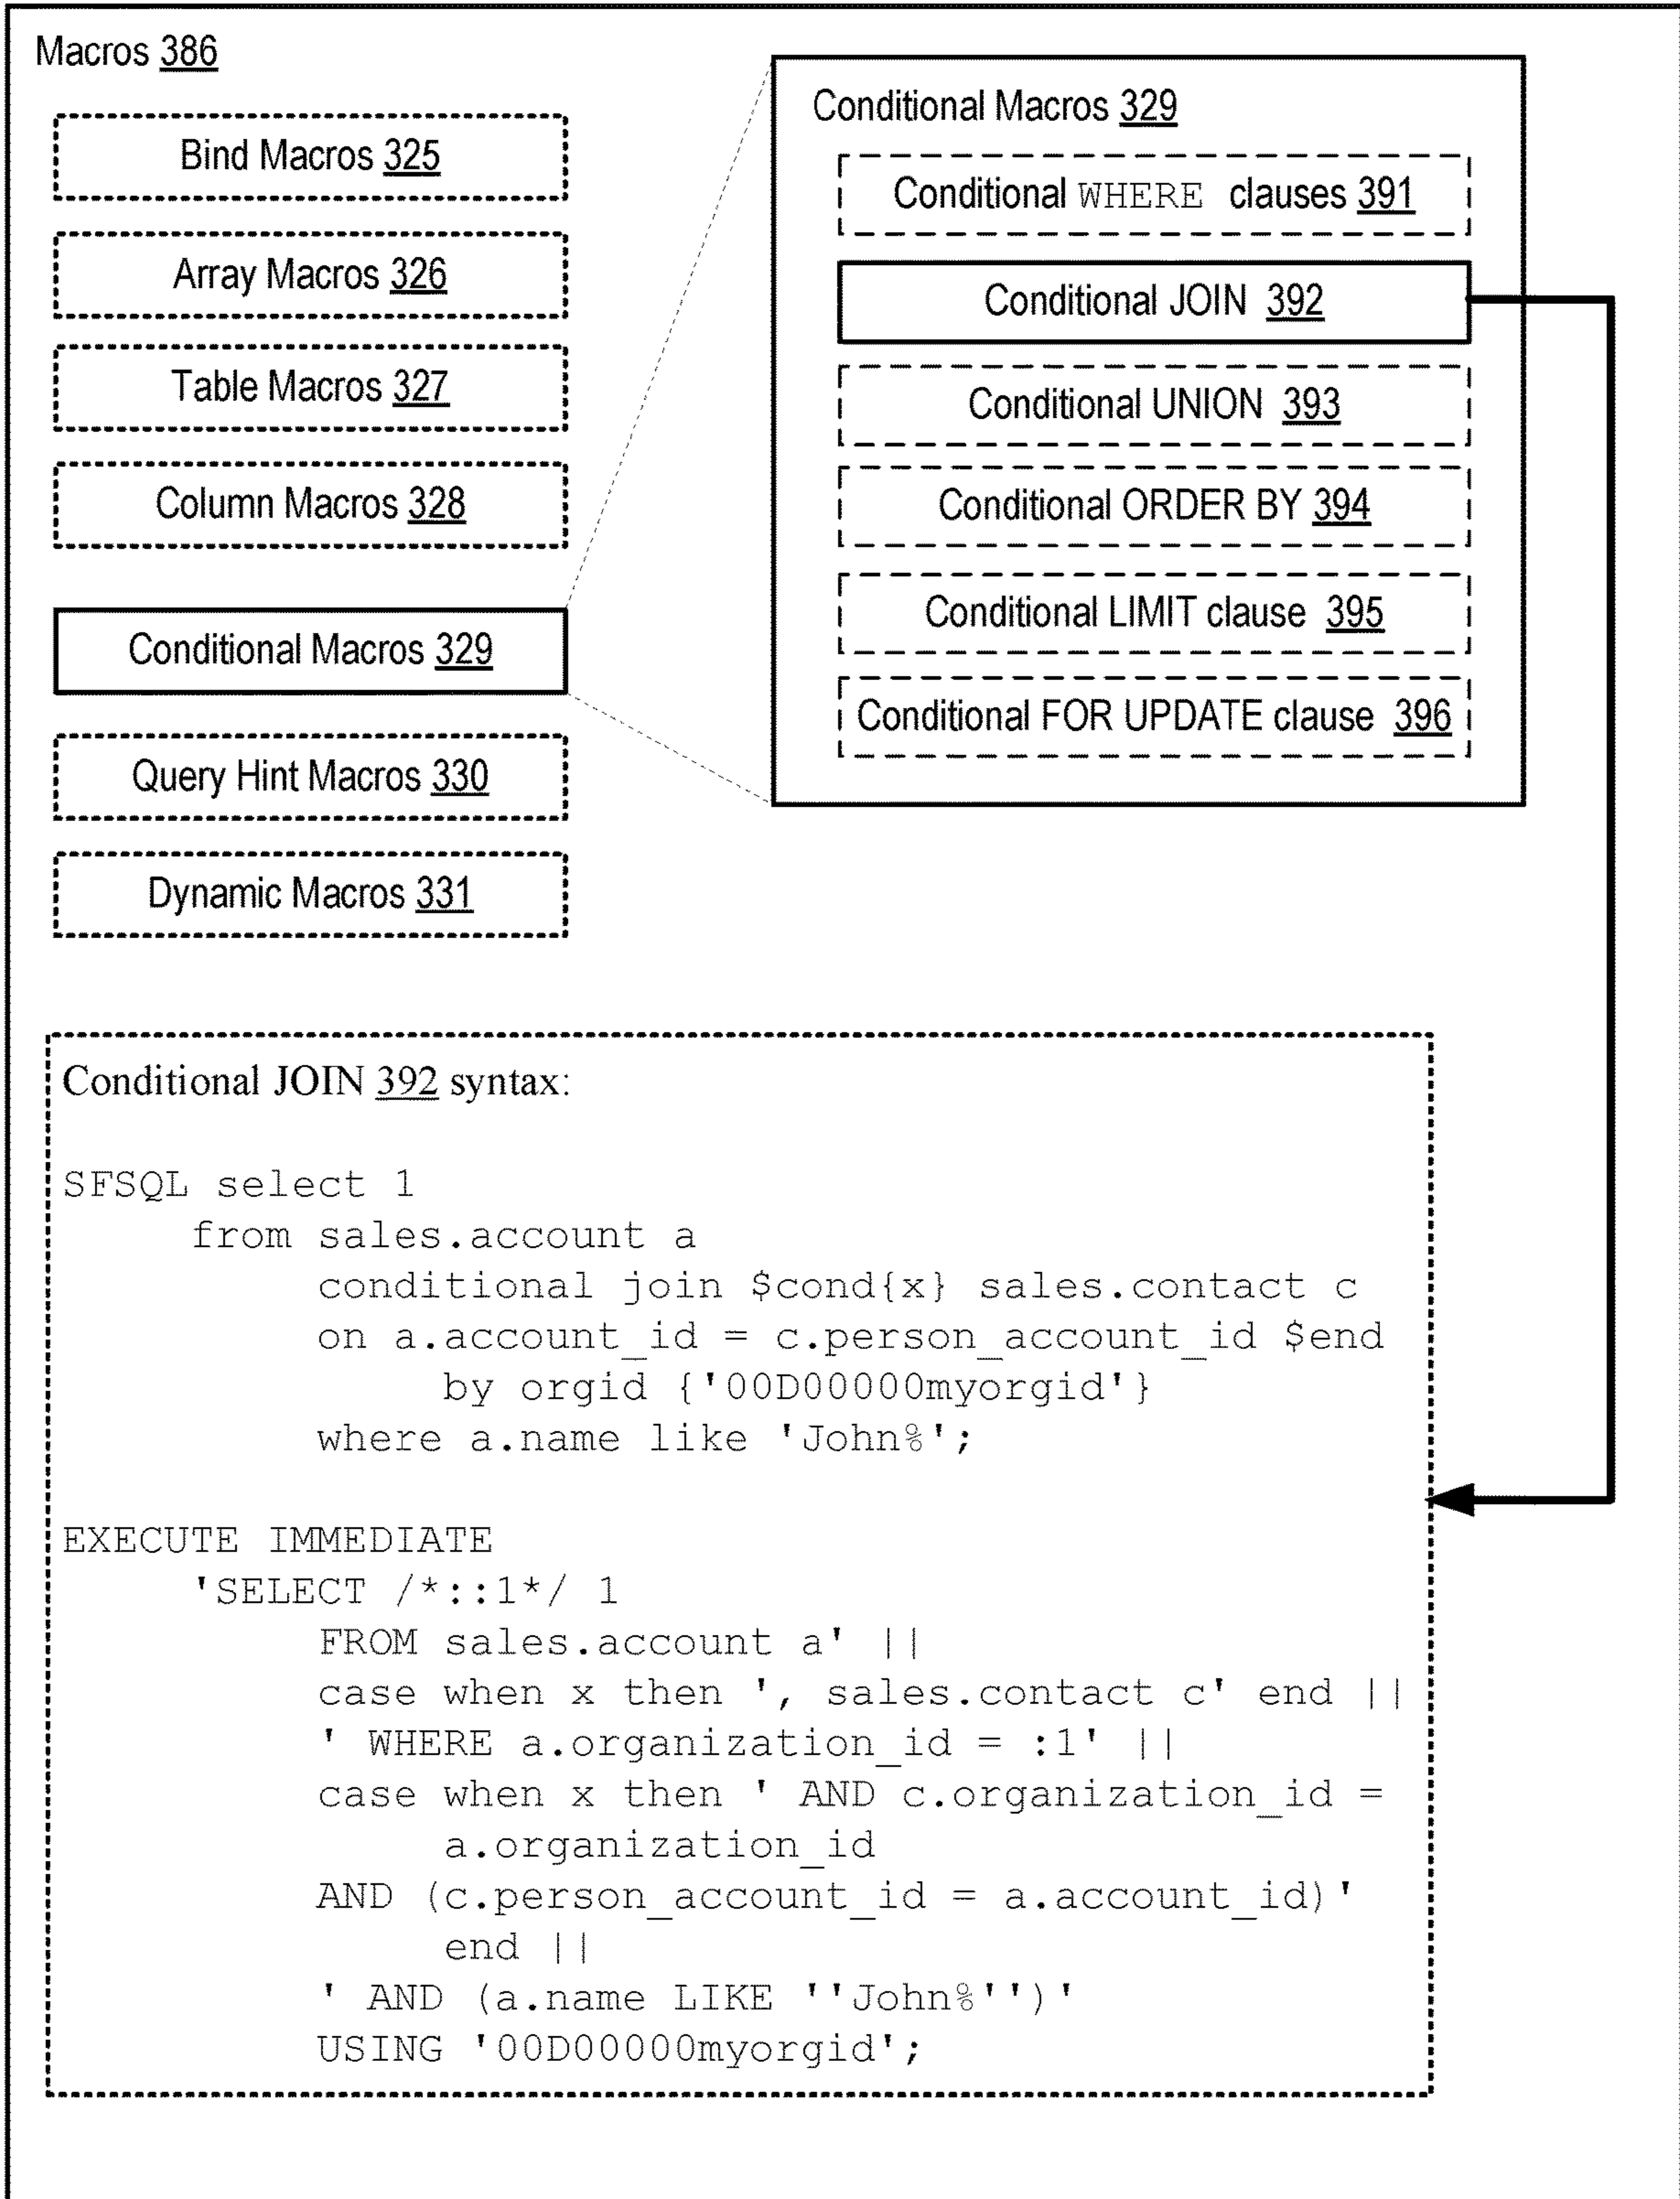 Macros 386
Bind Macros 325
Array Macros 326
Table Macros 327
Column Macros 328
Conditional Macros 329
Query Hint Macros 330
Dynamic Macros 331
Conditional Macros 329
Conditional WHERE clauses 391
Conditional JOIN 392
Conditional UNION 393
Conditional ORDER BY 394
Conditional LIMIT clause 395
Conditional FOR UPDATE clause 396
Conditional JOIN 392 syntax:
SFSQL select 1
from sales.account a
conditional join $cond{x} sales.contact c
on a.account_id = c.person_account_id $end
by orgid {'00D00000myorgid'}
where a.name like 'John%';
EXECUTE IMMEDIATE
'SELECT /*::1*/ 1
FROM sales.account a' ||
case when x then ', sales.contact c' end ||
' WHERE a.organization_id = :1' ||
case when x then ' AND c.organization_id =
a.organization_id
AND (c.person_account_id = a.account_id)'
end ||
' AND (a.name LIKE ''John%'')'
USING '00D00000myorgid';